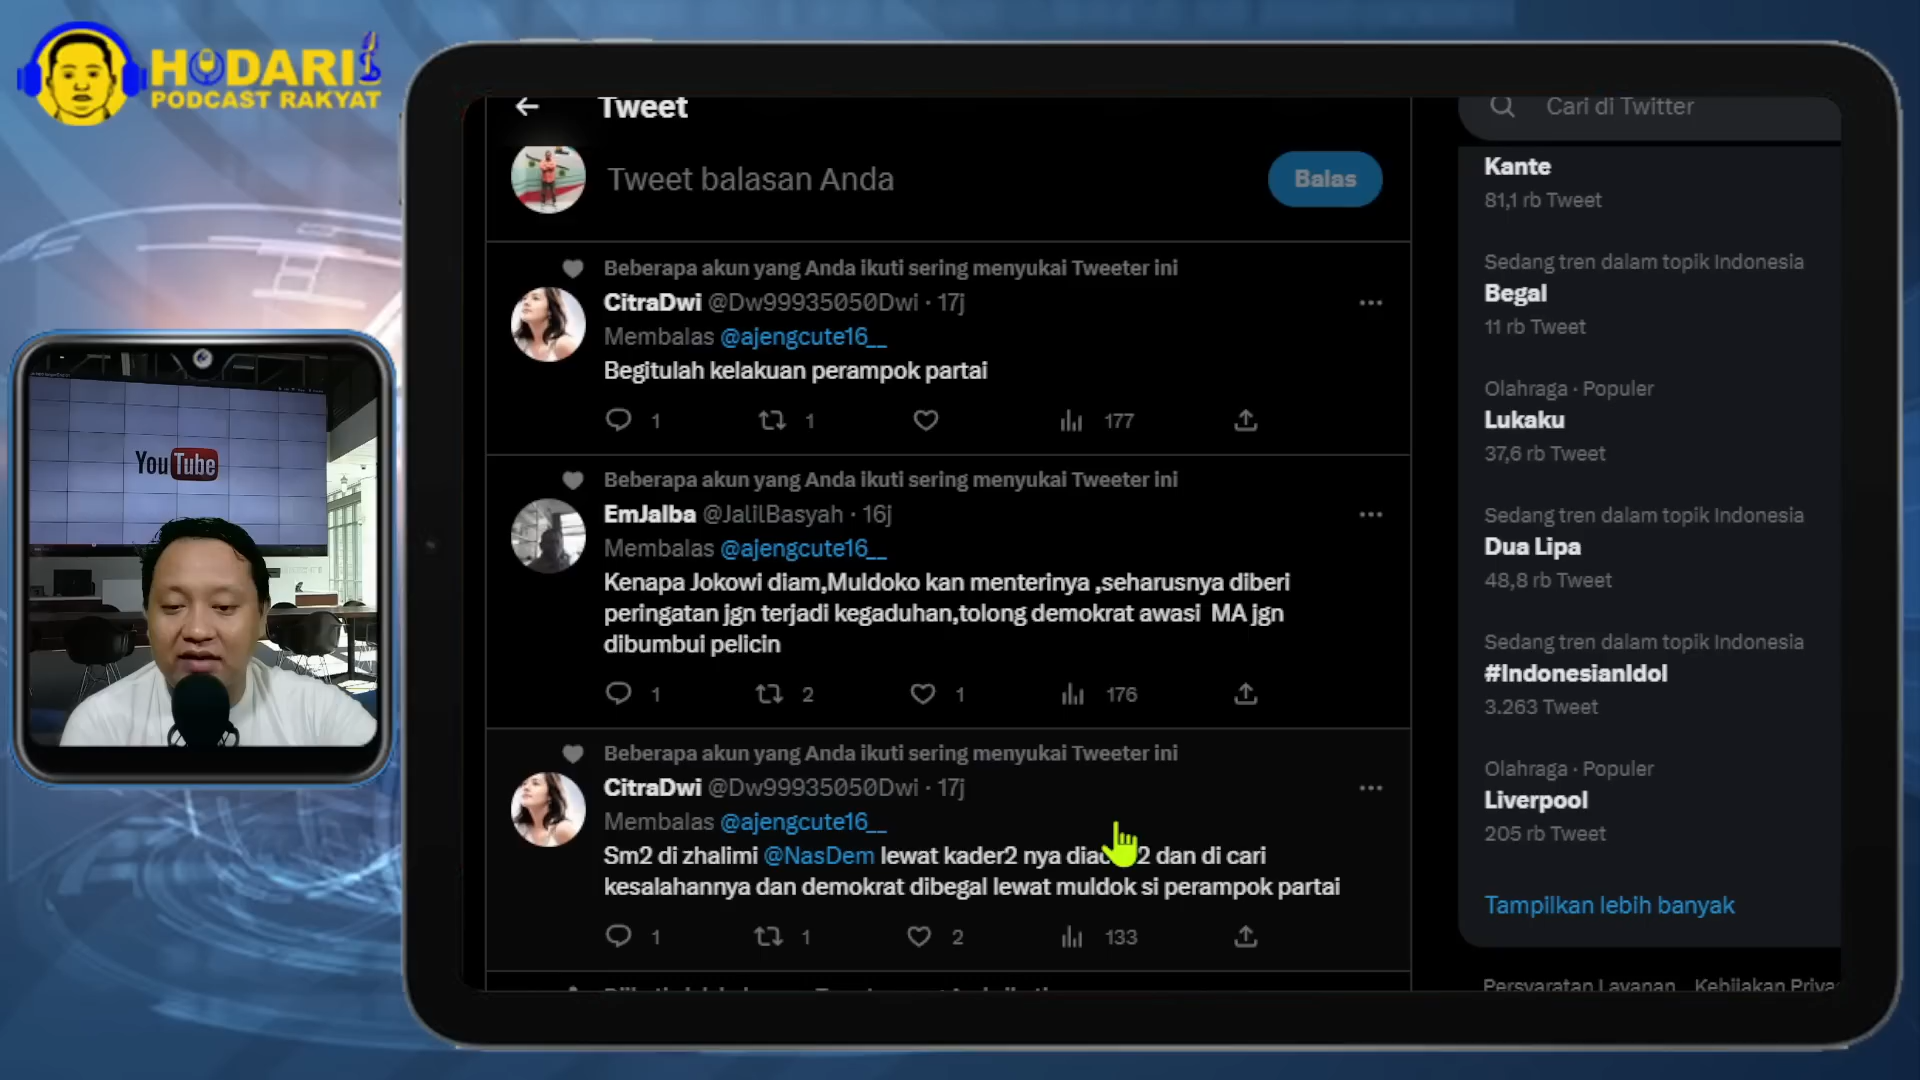 HODARI
PODCAST RAKYAT
YouTube
Tweet
Tweet balasan Anda
Balas
Beberapa akun yang Anda ikuti sering menyukai Tweeter ini
CitraDwi @Dw99935050Dwi · 17j
Membalas @ajengcute16__
Begitulah kelakuan perampok partai
1 1 177
Beberapa akun yang Anda ikuti sering menyukai Tweeter ini
EmJalba @JalilBasyah · 16j
Membalas @ajengcute16__
Kenapa Jokowi diam,Muldoko kan menterinya ,seharusnya diberi
peringatan jgn terjadi kegaduhan,tolong demokrat awasi MA jgn
dibumbui pelicin
1 2 1 176
Beberapa akun yang Anda ikuti sering menyukai Tweeter ini
CitraDwi @Dw99935050Dwi · 17j
Membalas @ajengcute16__
Sm2 di zhalimi @NasDem lewat kader2 nya 2 dan di cari
kesalahannya dan demokrat dibegal lewat muldok si perampok partai
1 1 2 133
Cari di Twitter
Kante
81,1 rb Tweet
Sedang tren dalam topik Indonesia
Begal
11 rb Tweet
Olahraga · Populer
Lukaku
37,6 rb Tweet
Sedang tren dalam topik Indonesia
Dua Lipa
48,8 rb Tweet
Sedang tren dalam topik Indonesia
#IndonesianIdol
3.263 Tweet
Olahraga · Populer
Liverpool
205 rb Tweet
Tampilkan lebih banyak
Persyaratan Layanan Kebijakan